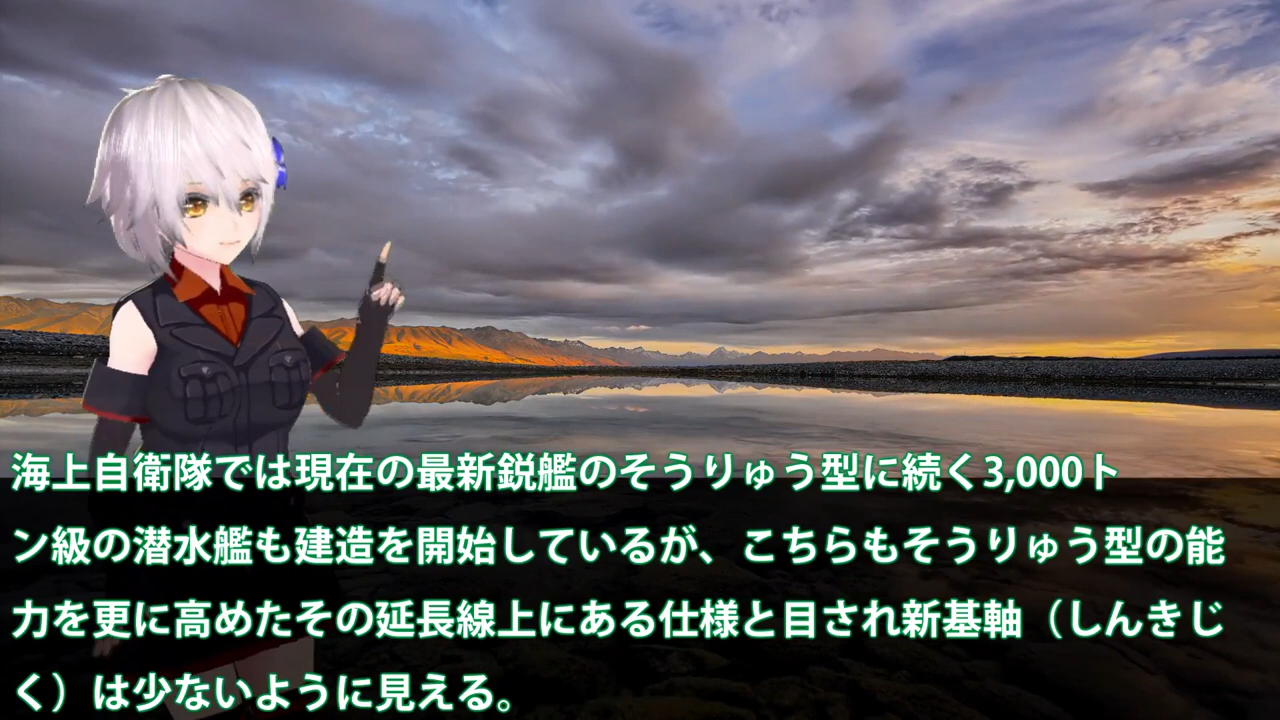 海上自衛隊では現在の最新鋭艦のそうりゅう型に続く3,000ト
ン級の潜水艦も建造を開始しているが、こちらもそうりゅう型の能
力を更に高めたその延長線上にある仕様と目され新基軸（しんきじ
く）は少ないように見える。